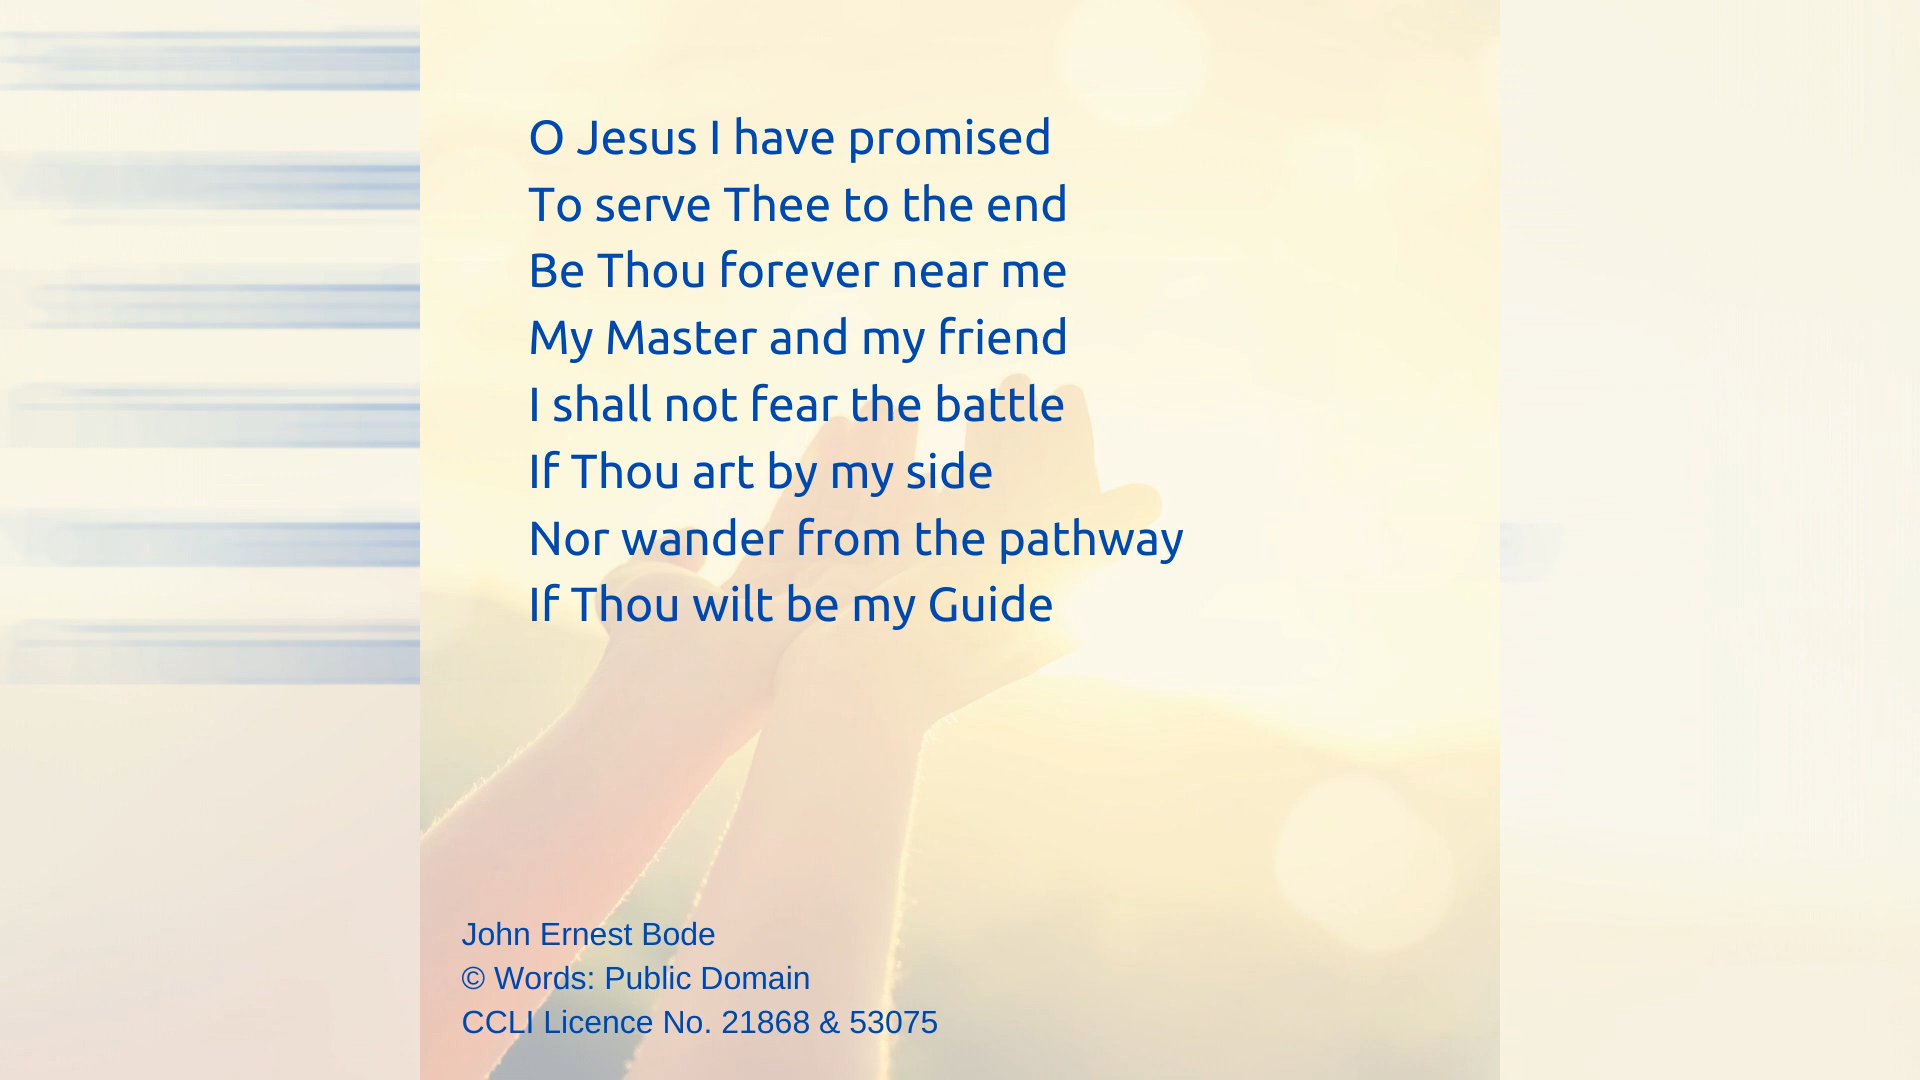 O Jesus I have promised
To serve Thee to the end
Be Thou forever near me
My Master and my friend
I shall not fear the battle
If Thou art by my side
Nor wander from the pathway
If Thou wilt be my Guide
John Ernest Bode
© Words: Public Domain
CCLI Licence No. 21868 & 53075